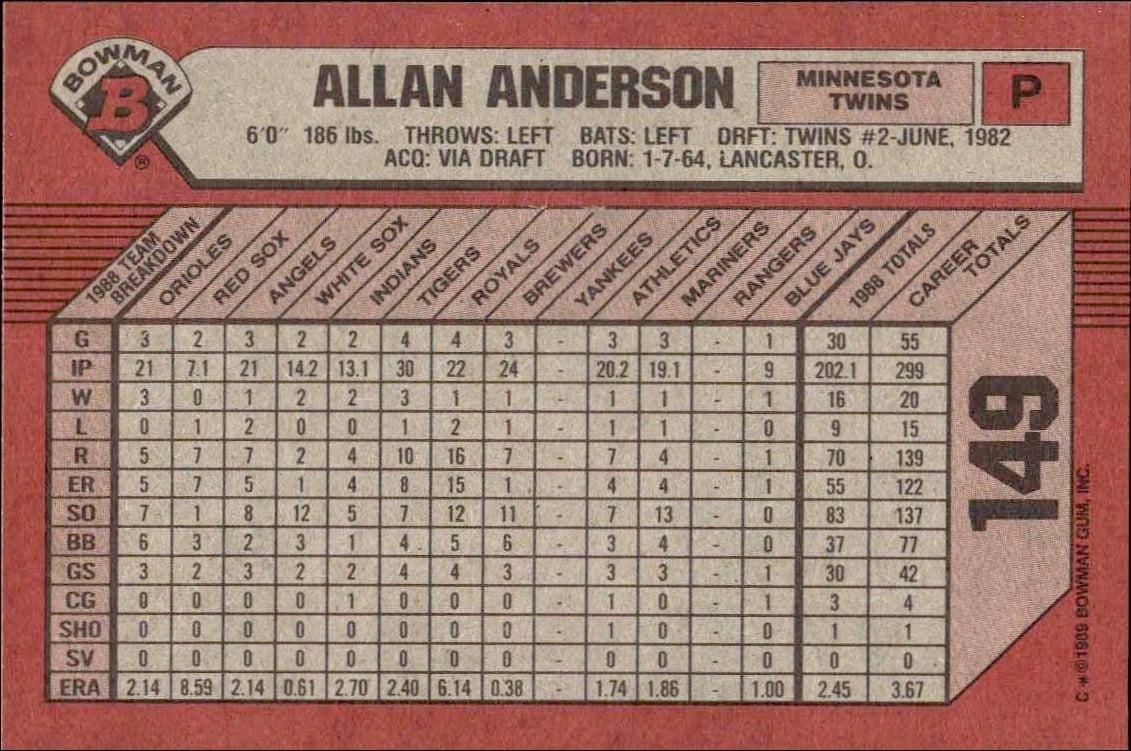 BOWMAN
B
®
ALLAN ANDERSON
MINNESOTA
TWINS
P
6'0" 186 lbs. THROWS: LEFT BATS: LEFT DRFT: TWINS #2-JUNE, 1982
ACQ: VIA DRAFT BORN: 1-7-64, LANCASTER, O.
1988 TEAM BREAKDOWN ORIOLES RED SOX ANGELS WHITE SOX INDIANS TIGERS ROYALS BREWERS YANKEES ATHLETICS MARINERS RANGERS BLUE JAYS 1988 TOTALS CAREER TOTALS
G 3 2 3 2 2 4 4 3 - 3 3 - 1 30 55
IP 21 7.1 21 14.2 13.1 30 22 24 - 20.2 19.1 - 9 202.1 299
W 3 0 1 2 2 3 1 1 - 1 1 - 1 16 20
L 0 1 2 0 0 1 2 1 - 1 1 - 0 9 15
R 5 7 7 2 4 10 16 7 - 7 4 - 1 70 139
ER 5 7 5 1 4 8 15 1 - 4 4 - 1 55 122
SO 7 1 8 12 5 7 12 11 - 7 13 - 0 83 137
BB 6 3 2 3 1 4 5 6 - 3 4 - 0 37 77
GS 3 2 3 2 2 4 4 3 - 3 3 - 1 30 42
CG 0 0 0 0 1 0 0 0 - 1 0 - 1 3 4
SHO 0 0 0 0 0 0 0 0 - 1 0 - 0 1 1
SV 0 0 0 0 0 0 0 0 - 0 0 - 0 0 0
ERA 2.14 8.59 2.14 0.61 2.70 2.40 6.14 0.38 - 1.74 1.86 - 1.00 2.45 3.67
149
C*©1989 BOWMAN GUM, INC.